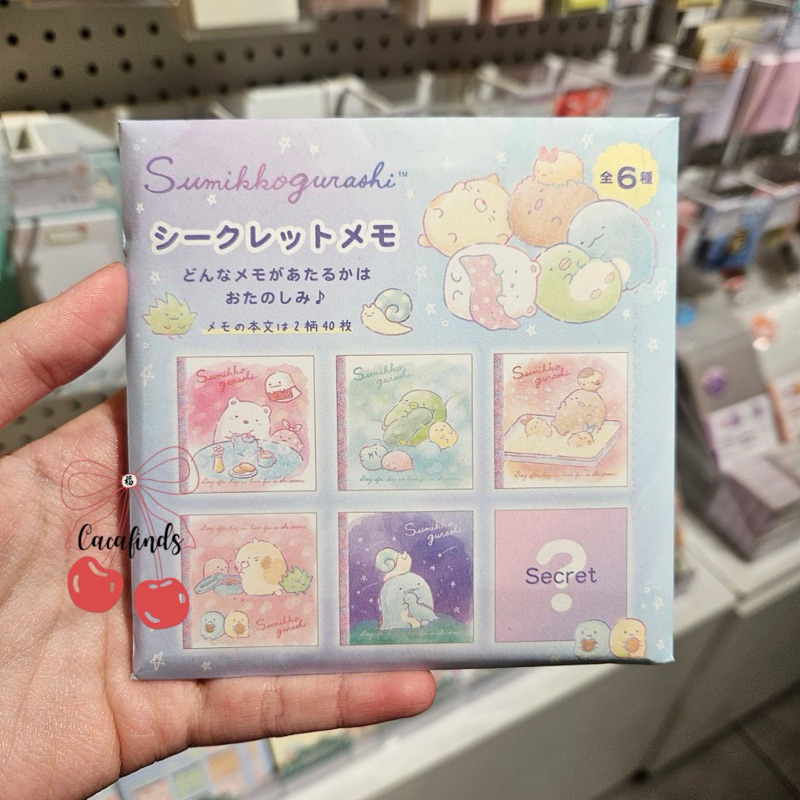 Sumikkogurashi™
全6種
シークレットメモ
どんなメモがあたるかは
おたのしみ♪
メモの本文は2柄40枚
Sumikko
gurashi
Sumikko
gurashi
Sumikko
gurashi
Hi
Sumikko
gurashi
Sumikko
gurashi
?
Secret
福
Cacafinds